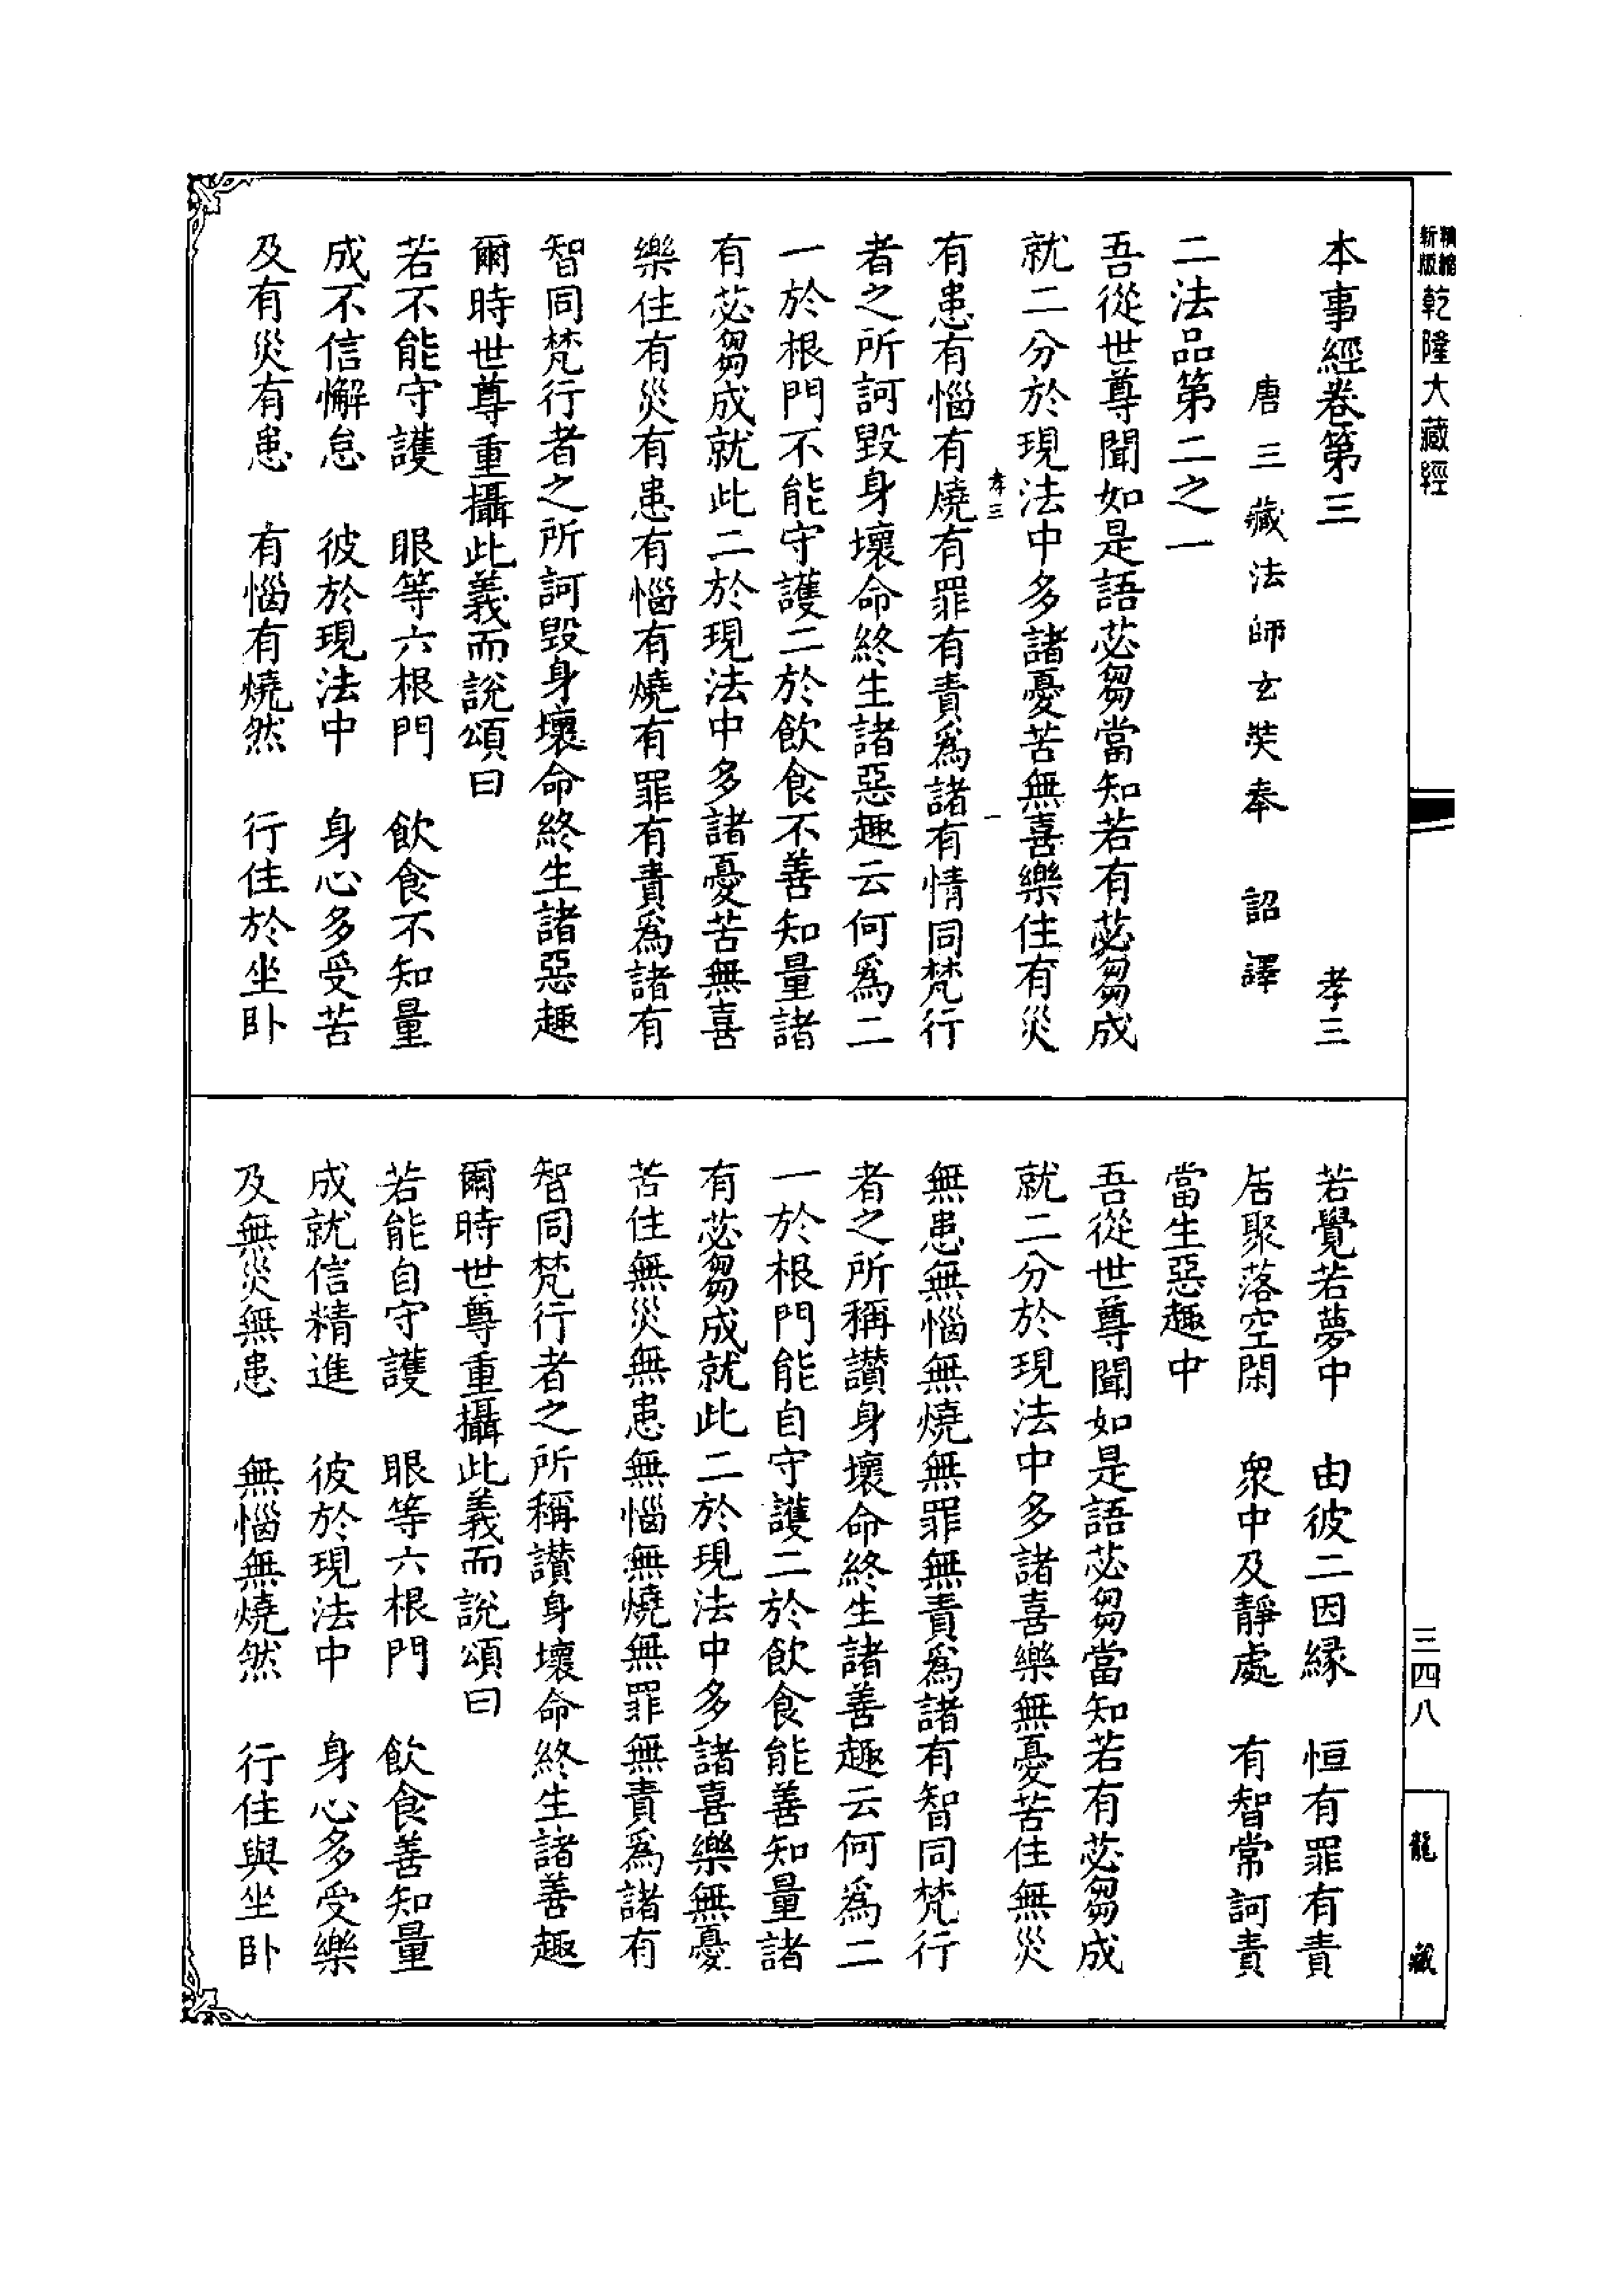 新版精縮乾隆大藏經
本事經卷第三　孝三
唐三藏法師玄奘奉　詔譯
二法品第二之一
吾從世尊聞如是語苾芻當知若有苾芻成
就二分於現法中多諸憂苦無喜樂住有災
孝三　一
有患有惱有燒有罪有責爲諸有情同梵行
者之所訶毀身壞命終生諸惡趣云何爲二
一於根門不能守護二於飲食不善知量諸
有苾芻成就此二於現法中多諸憂苦無喜
樂住有災有患有惱有燒有罪有責爲諸有
智同梵行者之所訶毀身壞命終生諸惡趣
爾時世尊重攝此義而說頌曰
若不能守護　眼等六根門　飲食不知量
成不信懈怠　彼於現法中　身心多受苦
及有災有患　有惱有燒然　行住於坐臥
若覺若夢中　由彼二因緣　恒有罪有責
居聚落空閑　衆中及靜處　有智常訶責
當生惡趣中
吾從世尊聞如是語苾芻當知若有苾芻成
就二分於現法中多諸喜樂無憂苦住無災
無患無惱無燒無罪無責爲諸有智同梵行
者之所稱讚身壞命終生諸善趣云何爲二
一於根門能自守護二於飲食能善知量諸
有苾芻成就此二於現法中多諸喜樂無憂
苦住無災無患無惱無燒無罪無責爲諸有
智同梵行者之所稱讚身壞命終生諸善趣
爾時世尊重攝此義而說頌曰
若能自守護　眼等六根門　飲食善知量
成就信精進　彼於現法中　身心多受樂
及無災無患　無惱無燒然　行住與坐臥
三四八
龍藏